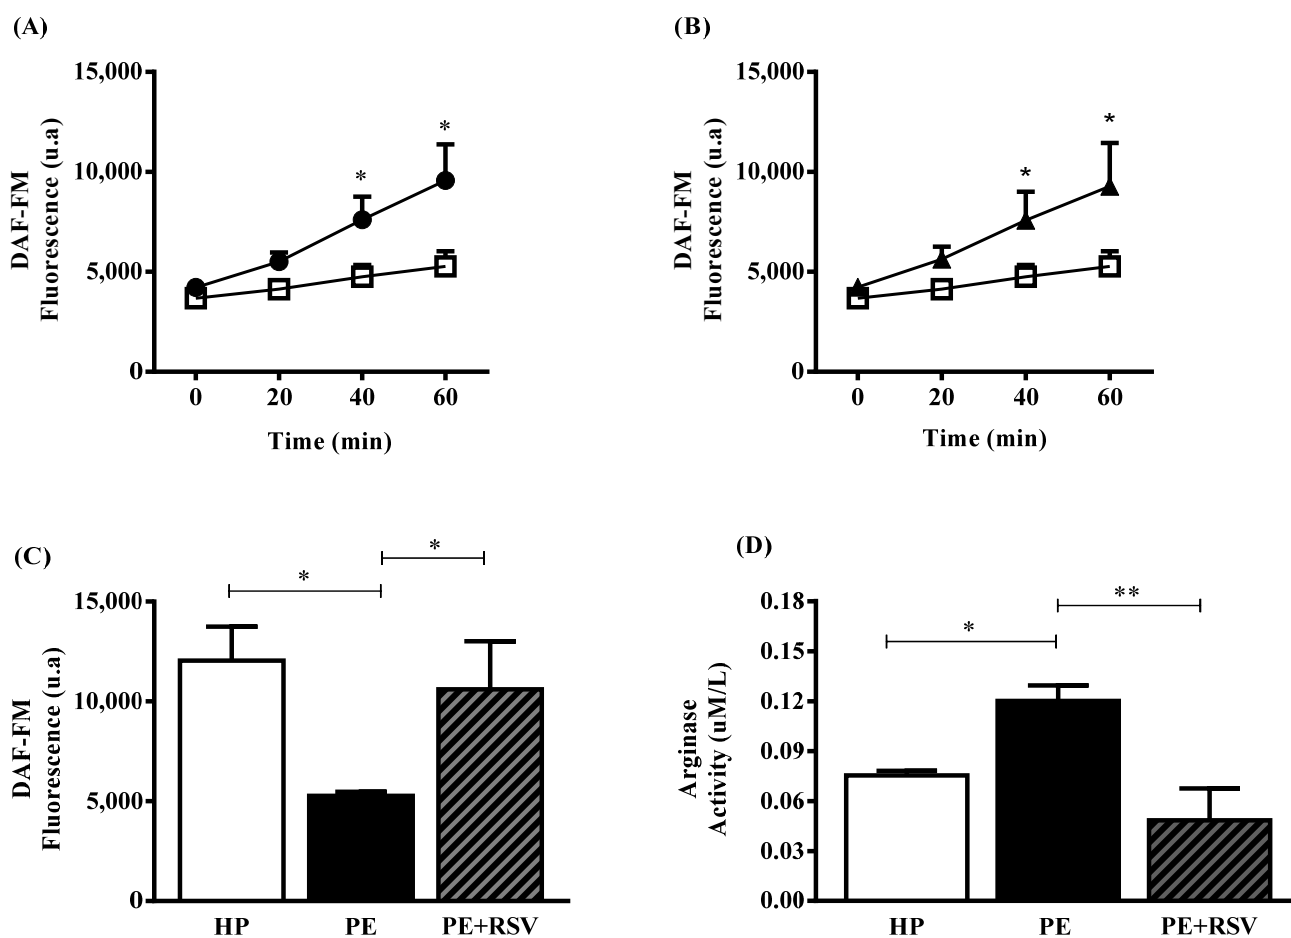 (A)
DAF-FM
Fluorescence (u.a)
15,000
10,000
5,000
0
*
*
0 20 40 60
Time (min)
(B)
DAF-FM
Fluorescence (u.a)
15,000
10,000
5,000
0
*
*
0 20 40 60
Time (min)
(C)
DAF-FM
Fluorescence (u.a)
15,000
10,000
5,000
0
*
*
HP PE PE+RSV
(D)
Arginase
Activity (uM/L)
0.18
0.15
0.12
0.09
0.06
0.03
0.00
*
**
HP PE PE+RSV